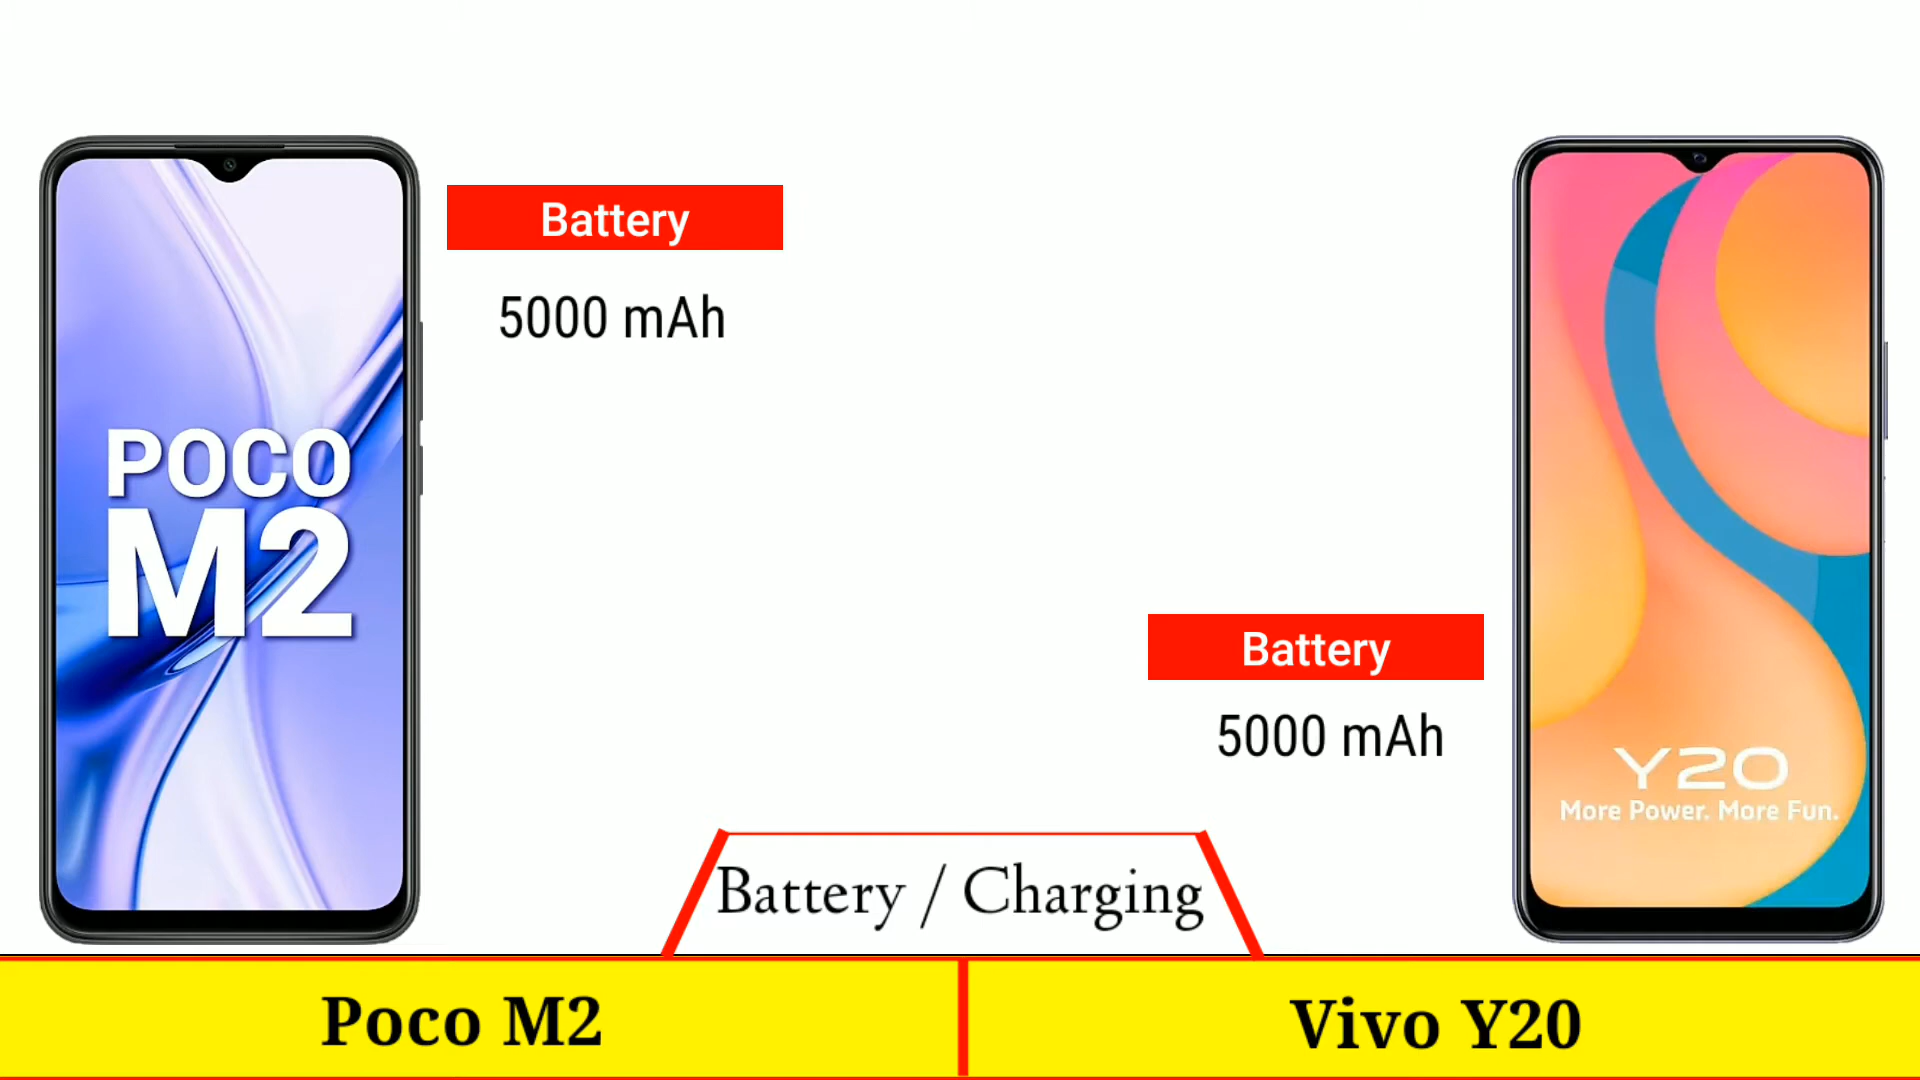 Battery
5000 mAh
POCO
M2
Battery
5000 mAh
Y20
More Power. More Fun.
Battery / Charging
Poco M2
Vivo Y20